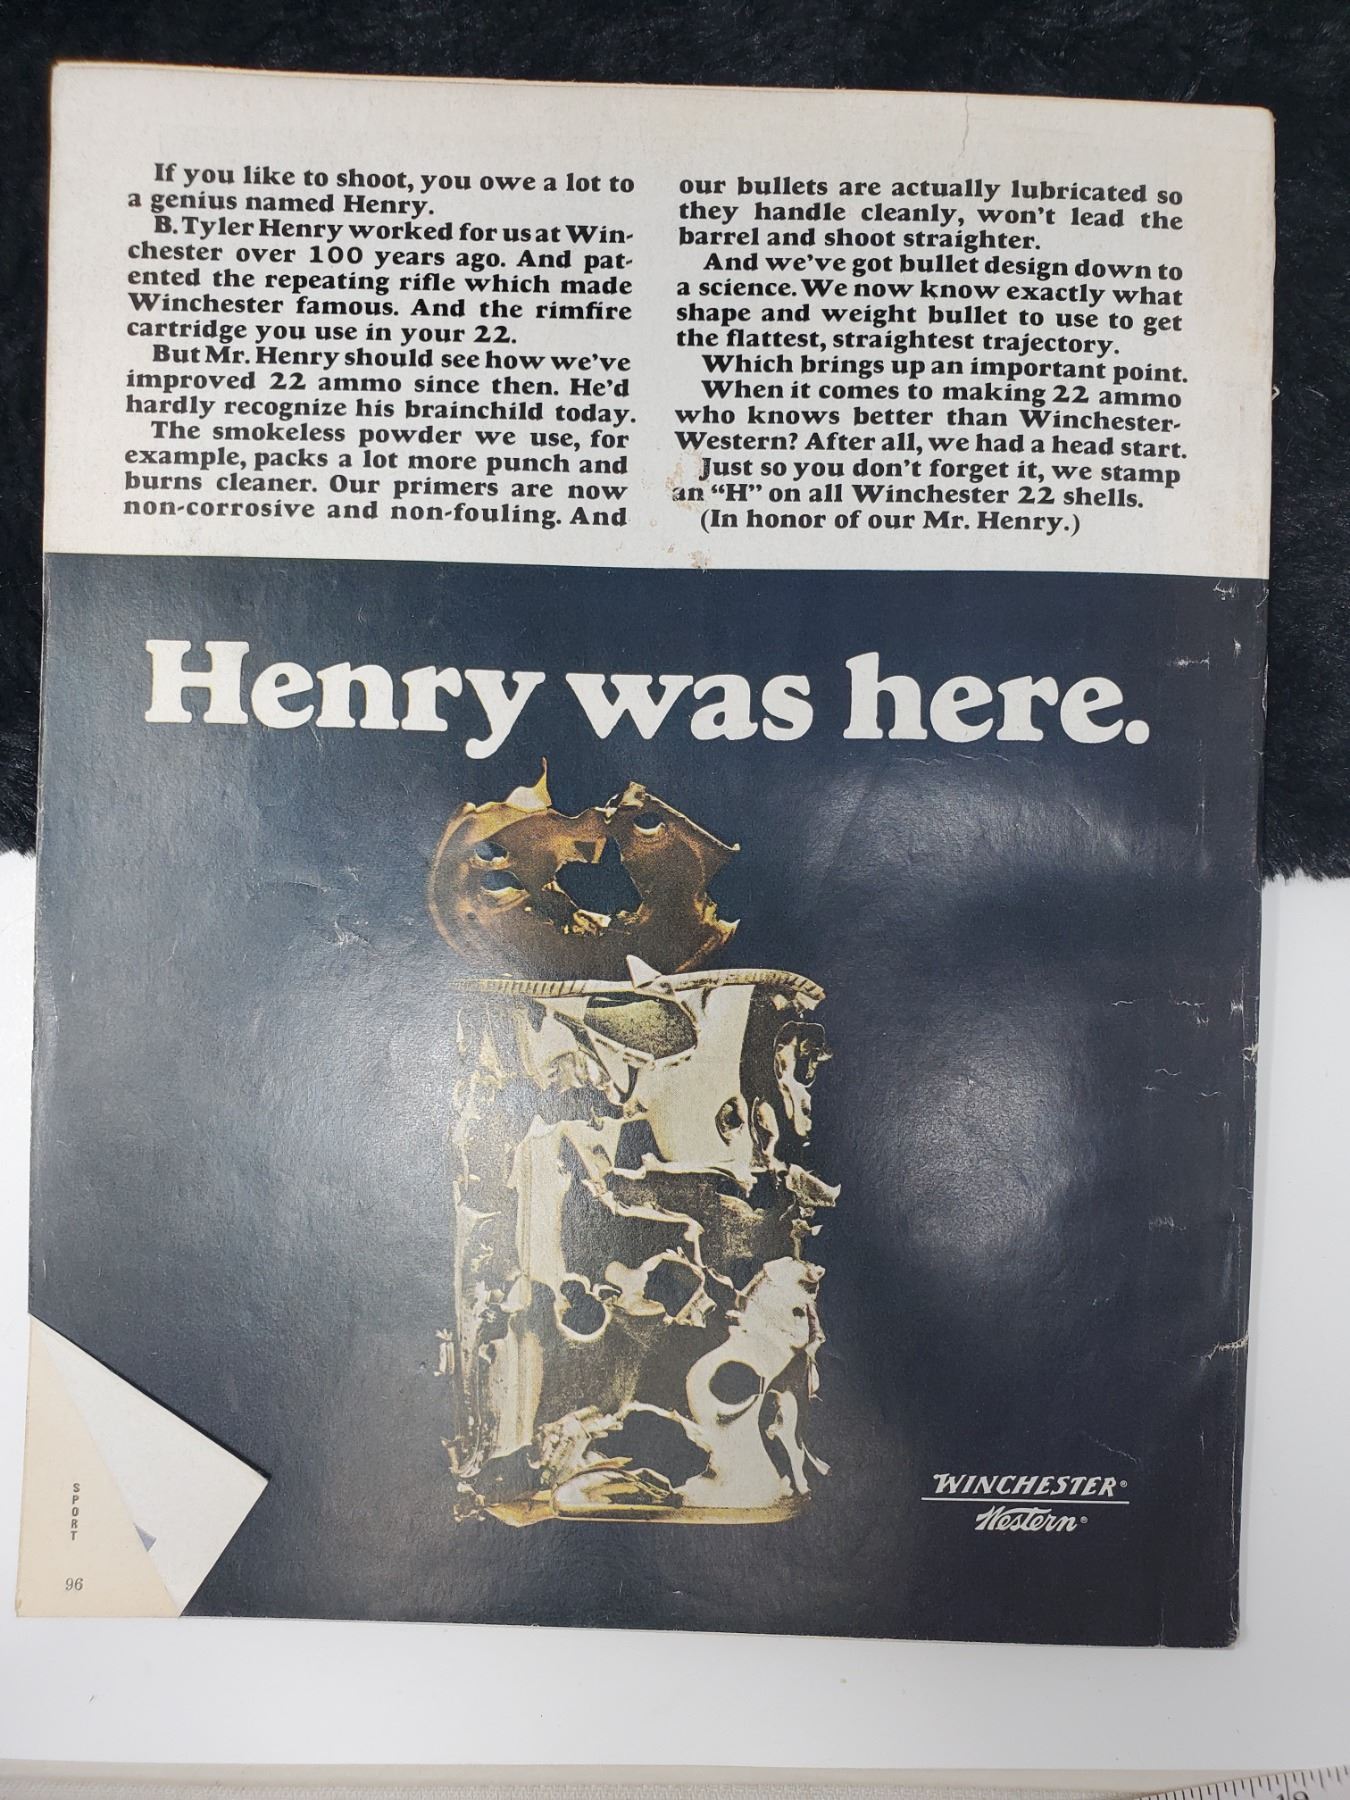 If you like to shoot, you owe a lot to
a genius named Henry.
B. Tyler Henry worked for us at Win-
chester over 100 years ago. And pat-
ented the repeating rifle which made
Winchester famous. And the rimfire
cartridge you use in your 22.
But Mr. Henry should see how we've
improved 22 ammo since then. He'd
hardly recognize his brainchild today.
The smokeless powder we use, for
example, packs a lot more punch and
burns cleaner. Our primers are now
non-corrosive and non-fouling. And
our bullets are actually lubricated so
they handle cleanly, won't lead the
barrel and shoot straighter.
And we've got bullet design down to
a science. We now know exactly what
shape and weight bullet to use to get
the flattest, straightest trajectory.
Which brings up an important point.
When it comes to making 22 ammo
who knows better than Winchester-
Western? After all, we had a head start.
Just so you don't forget it, we stamp
an "H" on all Winchester 22 shells.
(In honor of our Mr. Henry.)
Henry was here.
WINCHESTER®
Western®
SPORT
96
19